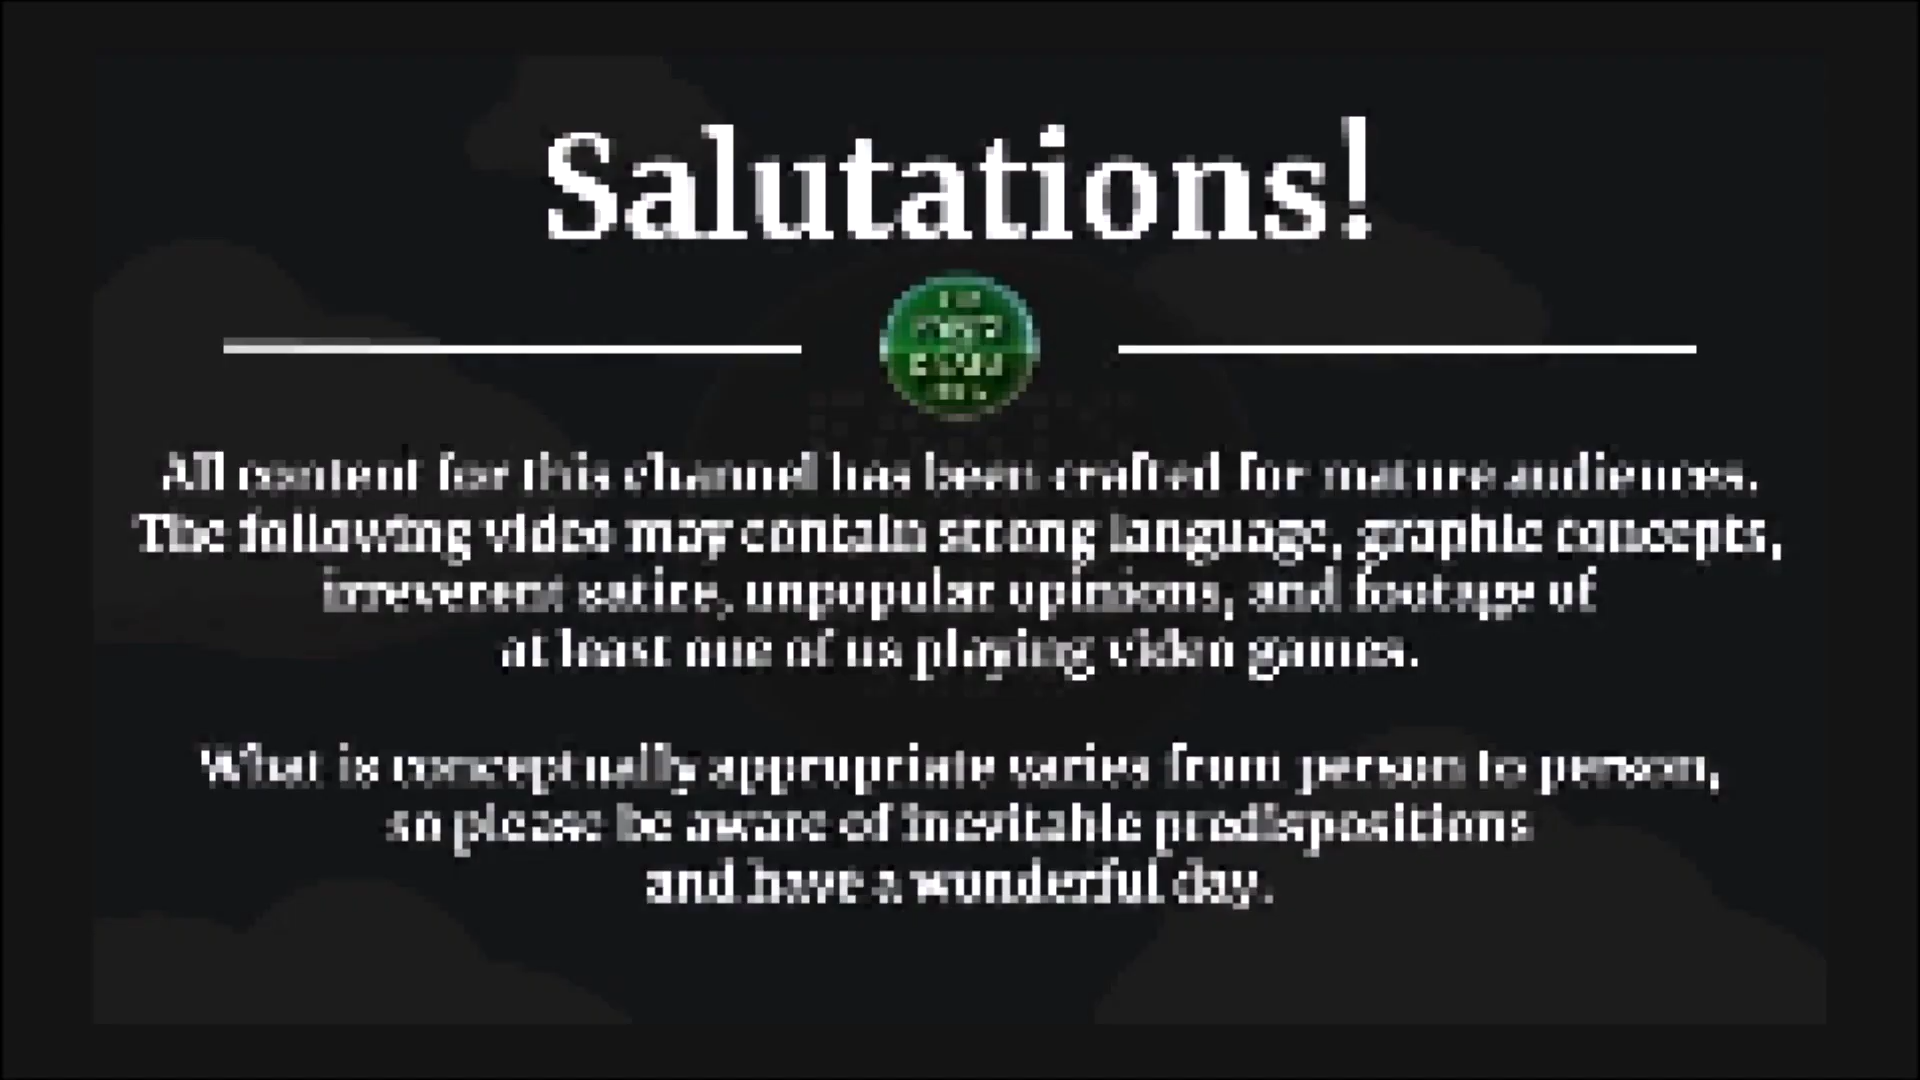 Salutations!
All content for this channel has been crafted for mature audiences.
The following video may contain strong language, graphic concepts,
irreverent satire, unpopular opinions, and footage of
at least one of us playing video games.
What is conceptually appropriate varies from person to person,
so please be aware of inevitable predispositions
and have a wonderful day.